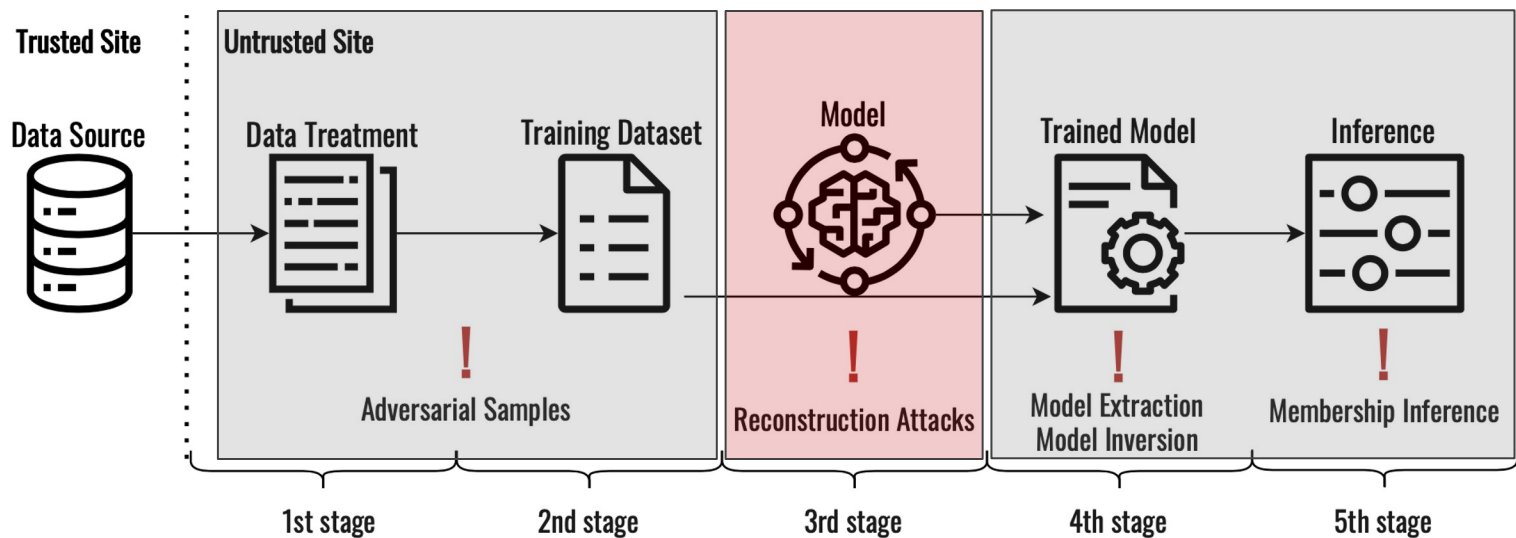 Trusted Site
Untrusted Site
Data Source
Data Treatment
Training Dataset
Model
Trained Model
Inference
!
!
!
!
Adversarial Samples
Reconstruction Attacks
Model Extraction
Model Inversion
Membership Inference
1st stage
2nd stage
3rd stage
4th stage
5th stage